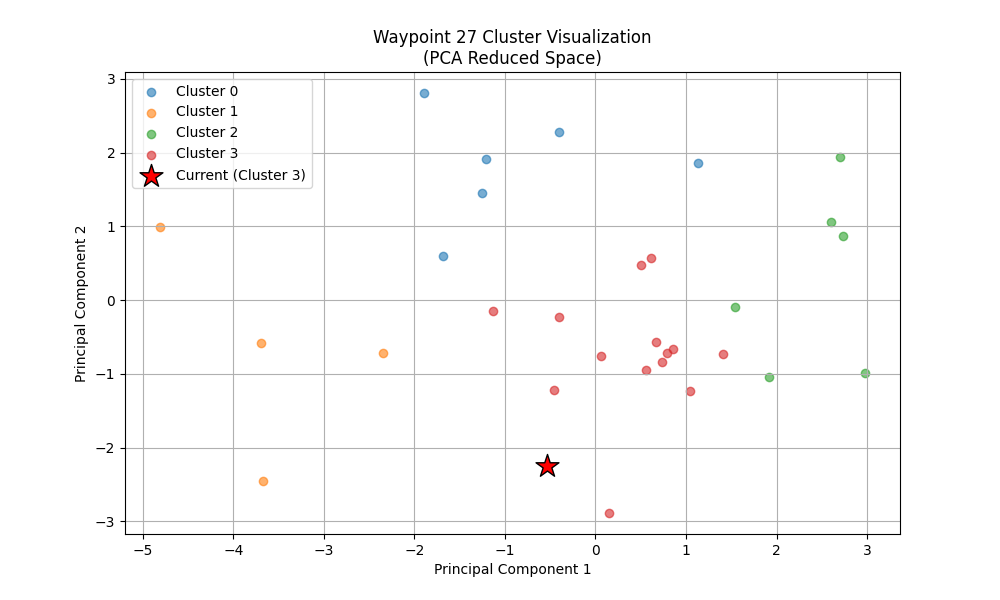 Waypoint 27 Cluster Visualization
(PCA Reduced Space)
Cluster 0
Cluster 1
Cluster 2
Cluster 3
Current (Cluster 3)
Principal Component 2
3
2
1
0
−1
−2
−3
−5
−4
−3
−2
−1
0
1
2
3
Principal Component 1